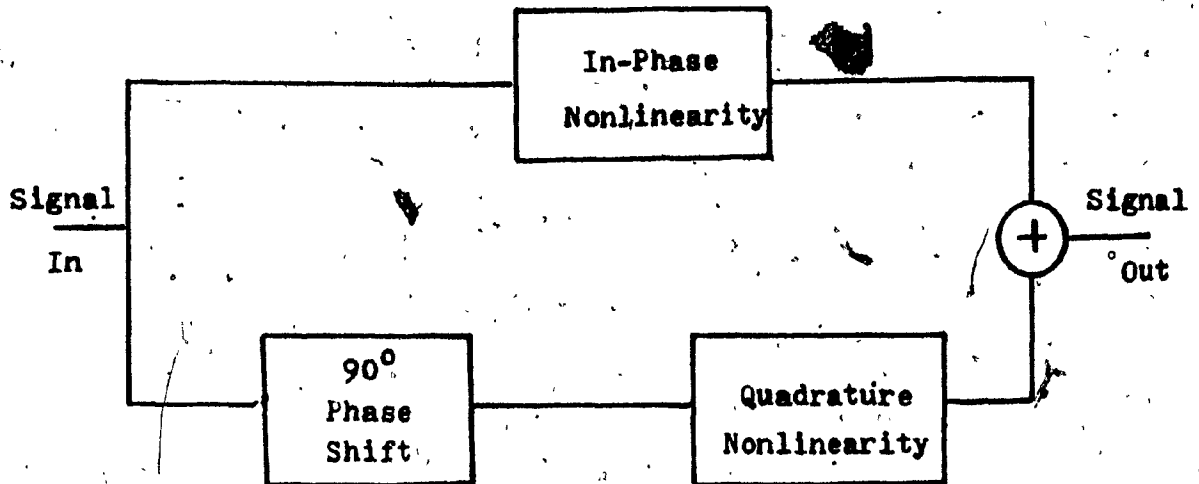 In-Phase
Nonlinearity
Signal
In
Signal
Out
90°
Phase
Shift
Quadrature
Nonlinearity